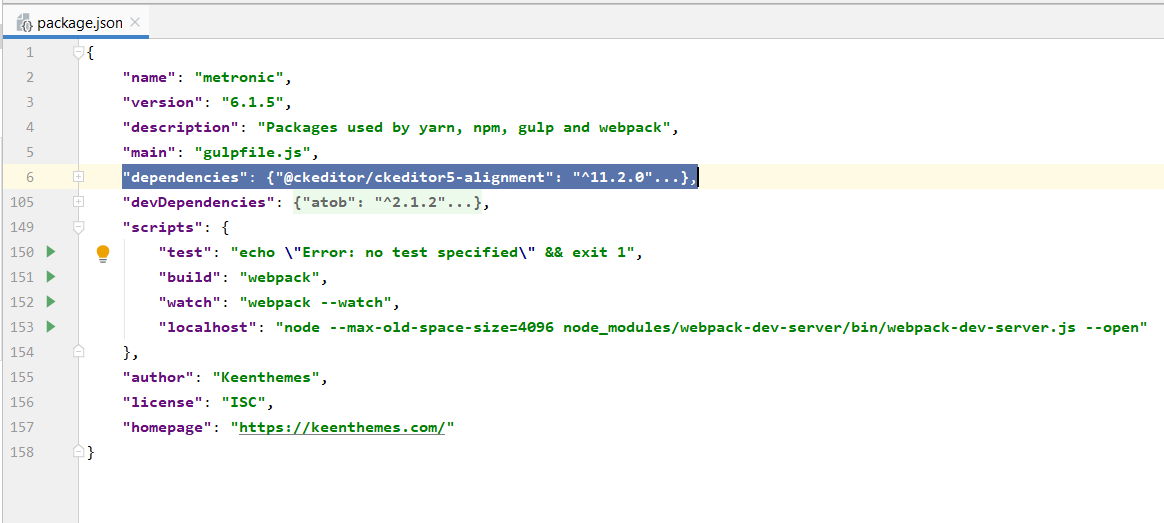 package.json
1 {
2 "name": "metronic",
3 "version": "6.1.5",
4 "description": "Packages used by yarn, npm, gulp and webpack",
5 "main": "gulpfile.js",
6 "dependencies": {"@ckeditor/ckeditor5-alignment": "^11.2.0"...},
105 "devDependencies": {"atob": "^2.1.2"...},
149 "scripts": {
150 "test": "echo \"Error: no test specified\" && exit 1",
151 "build": "webpack",
152 "watch": "webpack --watch",
153 "localhost": "node --max-old-space-size=4096 node_modules/webpack-dev-server/bin/webpack-dev-server.js --open"
154 },
155 "author": "Keenthemes",
156 "license": "ISC",
157 "homepage": "https://keenthemes.com/"
158 }